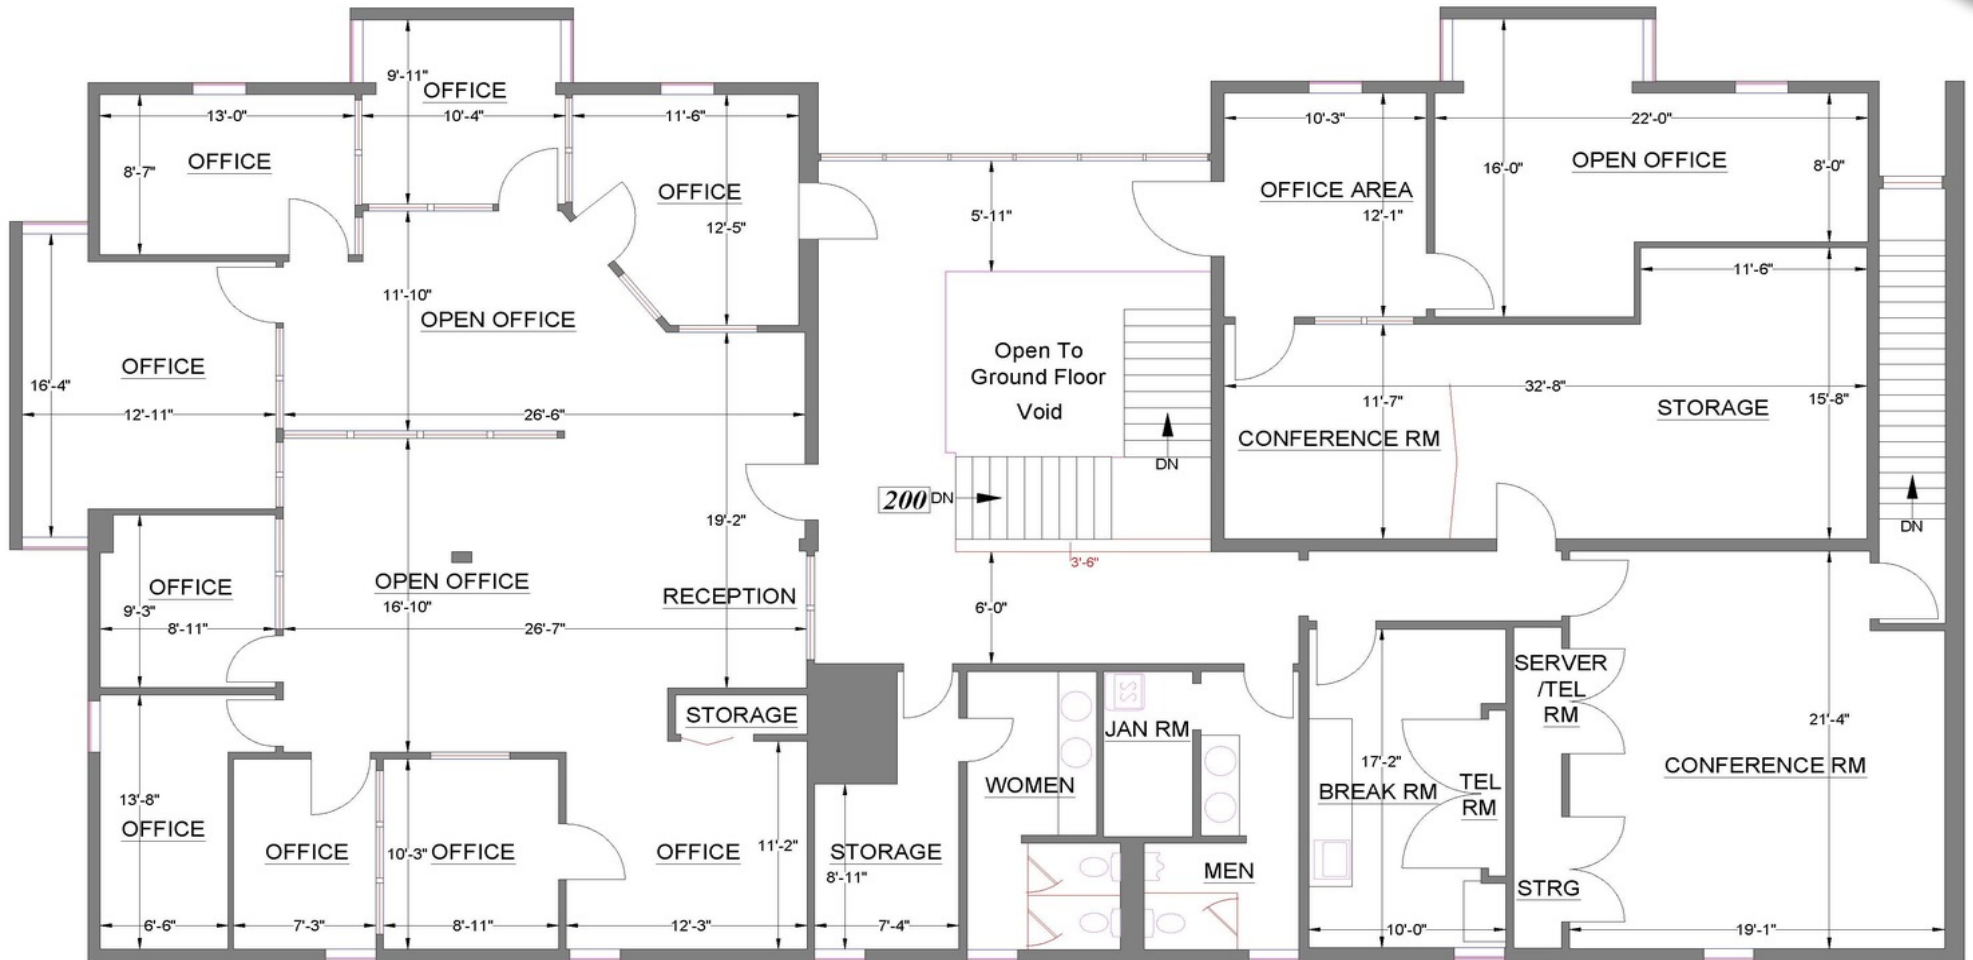 9'-11"
OFFICE
10'-4"
13'-0"
OFFICE
8'-7"
11'-6"
OFFICE
12'-5"
5'-11"
10'-3"
OFFICE AREA
12'-1"
22'-0"
OPEN OFFICE
16'-0"
8'-0"
11'-6"
11'-10"
OPEN OFFICE
OFFICE
16'-4"
12'-11"
26'-6"
Open To
Ground Floor
Void
DN
200
DN
3'-6"
32'-8"
11'-7"
CONFERENCE RM
STORAGE
15'-8"
DN
19'-2"
OFFICE
9'-3"
8'-11"
OPEN OFFICE
16'-10"
26'-7"
RECEPTION
6'-0"
STORAGE
SERVER
/TEL
RM
JAN RM
WOMEN
17'-2"
BREAK RM
TEL
RM
21'-4"
CONFERENCE RM
13'-8"
OFFICE
6'-6"
OFFICE
7'-3"
10'-3"
OFFICE
8'-11"
OFFICE
11'-2"
12'-3"
STORAGE
8'-11"
7'-4"
MEN
10'-0"
STRG
19'-1"